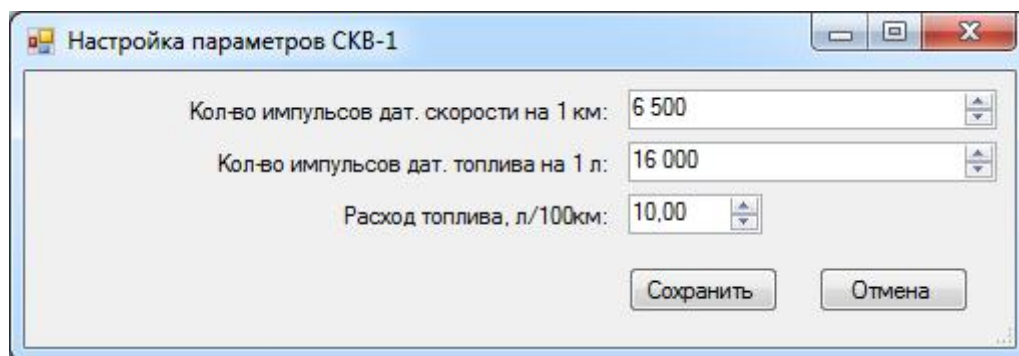 Настройка параметров СКВ-1
Кол-во импульсов дат. скорости на 1 км: 6 500
Кол-во импульсов дат. топлива на 1 л: 16 000
Расход топлива, л/100км: 10,00
Сохранить Отмена